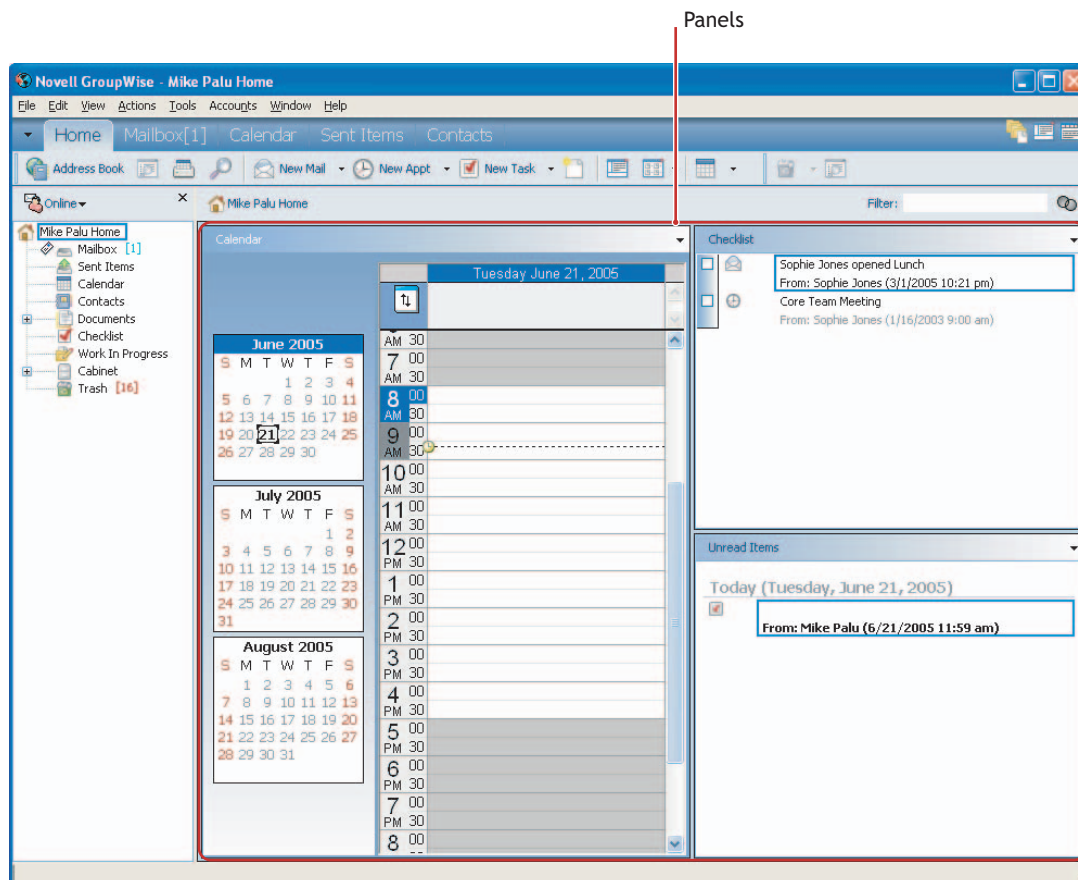 Panels
Novell GroupWise - Mike Palu Home
File Edit View Actions Tools Accounts Window Help
Home Mailbox[1] Calendar Sent Items Contacts
Address Book New Mail New Appt New Task
Online Mike Palu Home Filter:
Mike Palu Home
Mailbox [1]
Sent Items
Calendar
Contacts
Documents
Checklist
Work In Progress
Cabinet
Trash [16]
Calendar
Tuesday June 21, 2005
June 2005
S M T W T F S
1 2 3 4
5 6 7 8 9 10 11
12 13 14 15 16 17 18
19 20 21 22 23 24 25
26 27 28 29 30
July 2005
S M T W T F S
1 2
3 4 5 6 7 8 9
10 11 12 13 14 15 16
17 18 19 20 21 22 23
24 25 26 27 28 29 30
31
August 2005
S M T W T F S
1 2 3 4 5 6
7 8 9 10 11 12 13
14 15 16 17 18 19 20
21 22 23 24 25 26 27
28 29 30 31
AM 30
7 00
AM 30
8 00
AM 30
9 00
AM 30
10 00
AM 30
11 00
AM 30
12 00
PM 30
1 00
PM 30
2 00
PM 30
3 00
PM 30
4 00
PM 30
5 00
PM 30
6 00
PM 30
7 00
PM 30
8 00
Checklist
Sophie Jones opened Lunch
From: Sophie Jones (3/1/2005 10:21 pm)
Core Team Meeting
From: Sophie Jones (1/16/2003 9:00 am)
Unread Items
Today (Tuesday, June 21, 2005)
From: Mike Palu (6/21/2005 11:59 am)